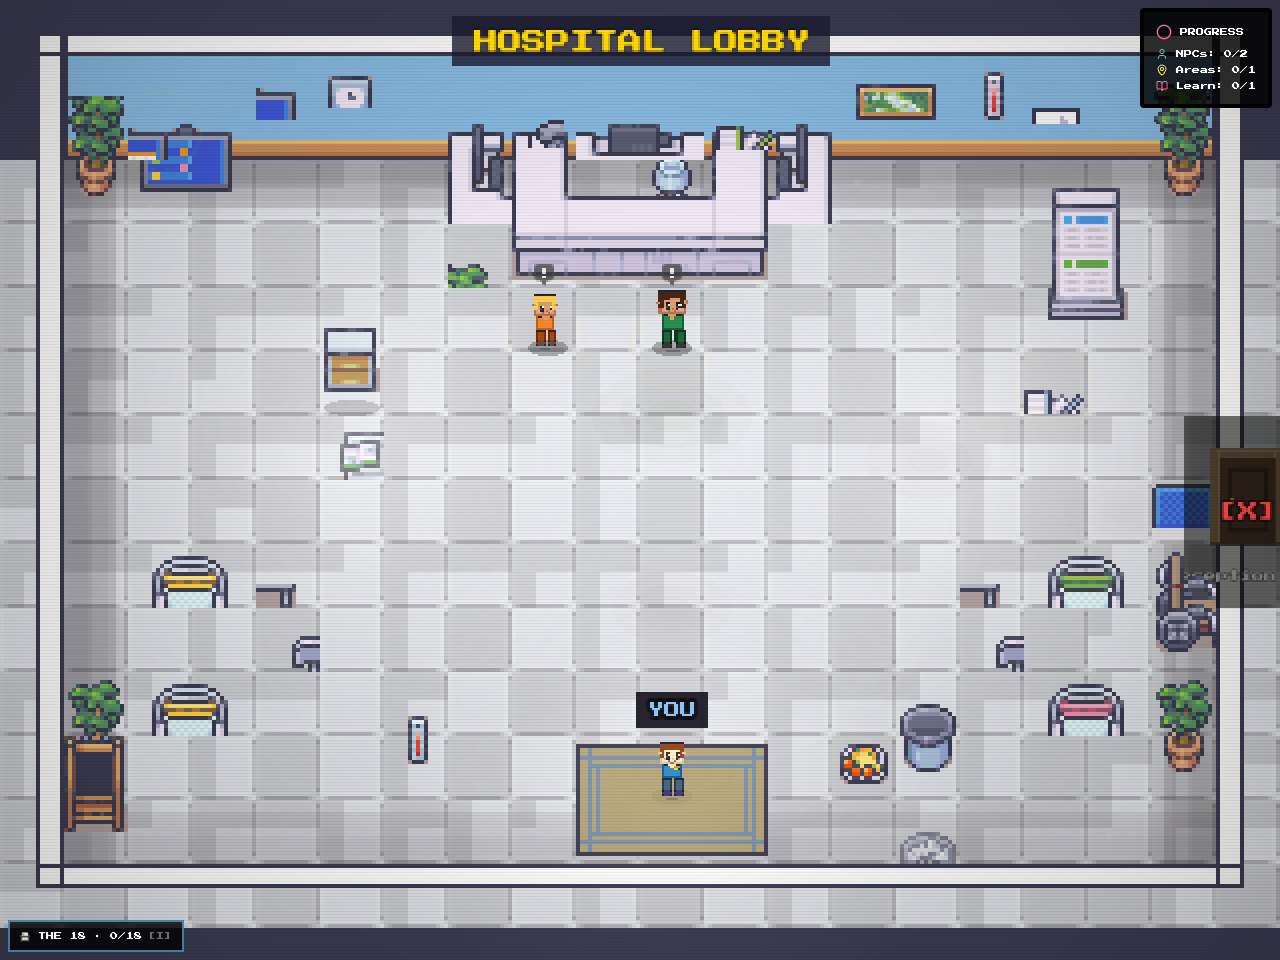 HOSPITAL LOBBY
PROGRESS
NPCs: 0/2
Areas: 0/1
Learn: 0/1
[X]
YOU
THE 18 · 0/18 [I]